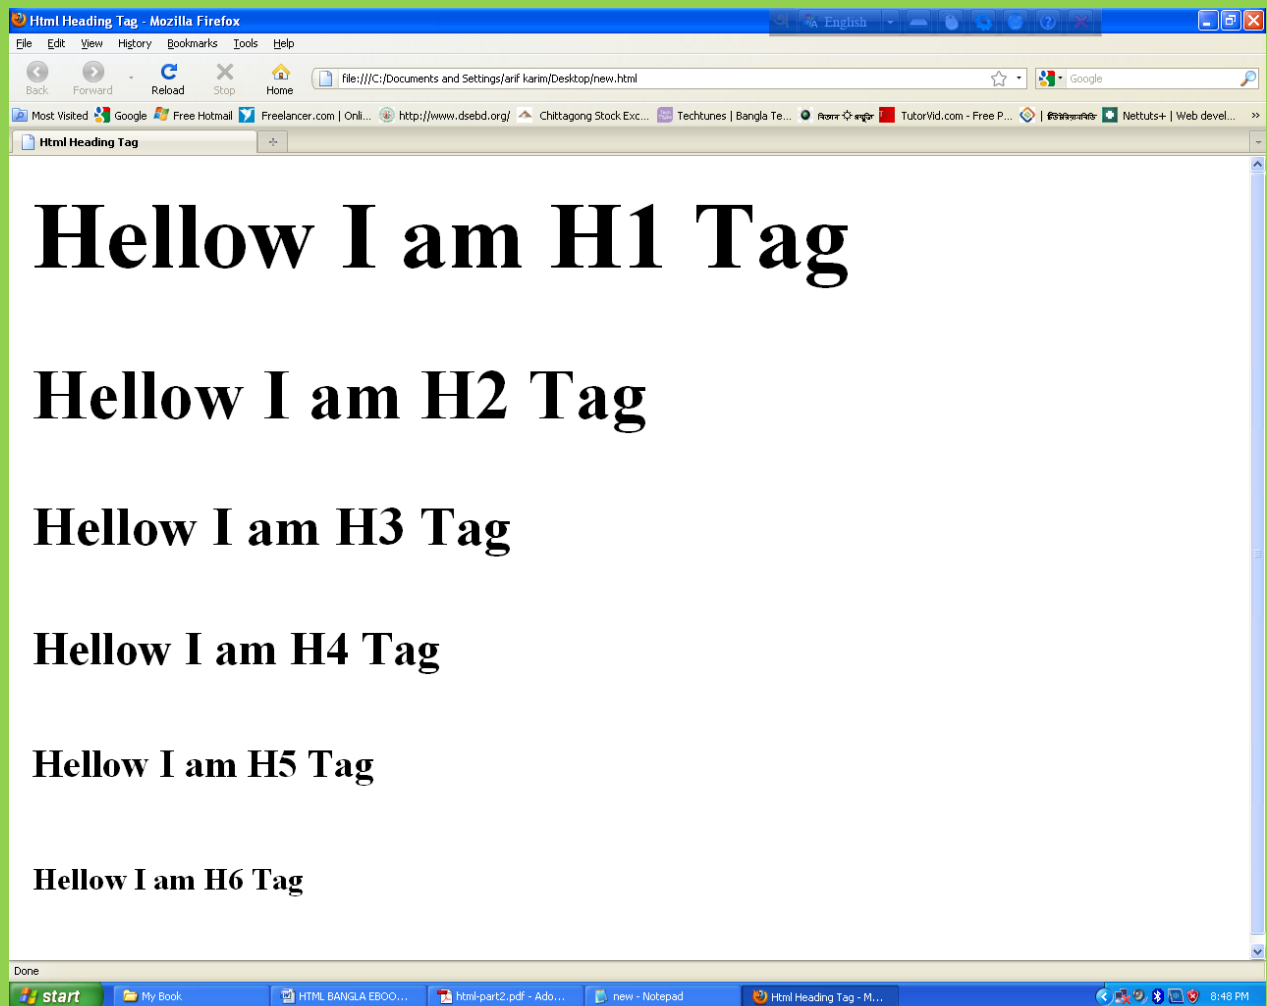 Html Heading Tag - Mozilla Firefox
English
File Edit View History Bookmarks Tools Help
Back Forward Reload Stop Home file:///C:/Documents and Settings/arif karim/Desktop/new.html Google
Most Visited Google Free Hotmail Freelancer.com | Onli... http://www.dsebd.org/ Chittagong Stock Exc... Techtunes | Bangla Te... TutorVid.com - Free P... | Nettuts+ | Web devel... »
Html Heading Tag
Hellow I am H1 Tag
Hellow I am H2 Tag
Hellow I am H3 Tag
Hellow I am H4 Tag
Hellow I am H5 Tag
Hellow I am H6 Tag
Done
start My Book HTML BANGLA EBOO... html-part2.pdf - Ado... new - Notepad Html Heading Tag - M... 8:48 PM